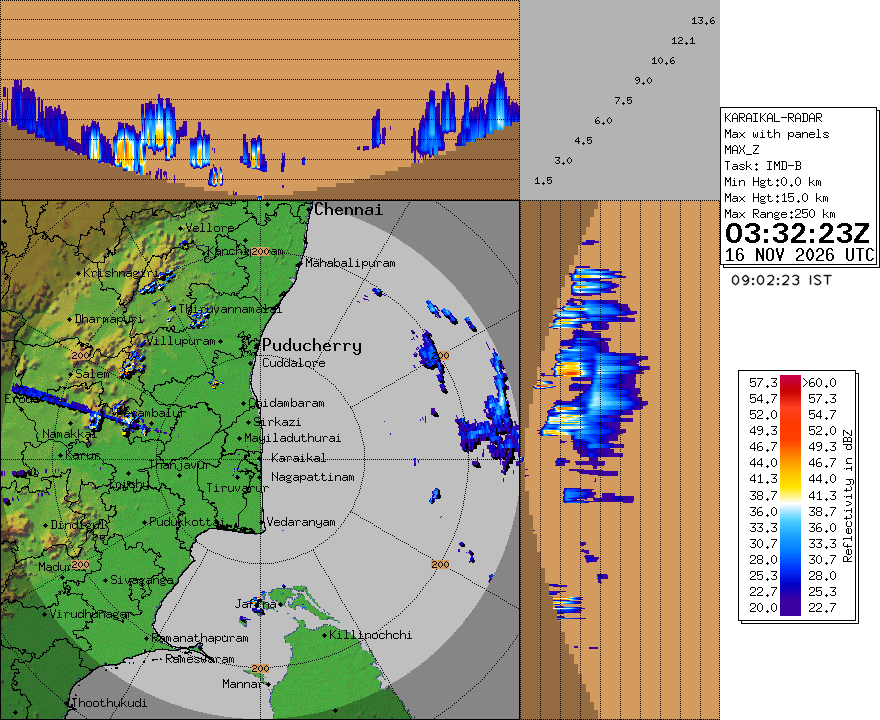 13.6
12.1
10.6
9.0
7.5
6.0
4.5
3.0
1.5
KARAIKAL-RADAR
Max with panels
MAX_Z
Task: IMD-B
Min Hgt:0.0 km
Max Hgt:15.0 km
Max Range:250 km
03:32:23Z
16 NOV 2026 UTC
09:02:23 IST
Chennai
Vellore
200
Mahabalipuram
Krishnagiri
Thiruvannamalai
Dharmapuri
Villupuram
Puducherry
200
200
Cuddalore
Salem
Chidambaram
Sirkazi
Namakkal
Mayiladuthurai
Karur
Karaikal
Thanjavur
Nagapattinam
Tiruvarur
Dindigul
Pudukkottai
Vedaranyam
200
200
Sivaganga
Jaffna
Virudhunagar
Ramanathapuram
Killinochchi
Rameswaram
200
Mannar
Thoothukudi
57.3 >60.0
54.7 57.3
52.0 54.7
49.3 52.0
46.7 49.3
44.0 46.7
41.3 44.0
38.7 41.3
36.0 38.7
33.3 36.0
30.7 33.3
28.0 30.7
25.3 28.0
22.7 25.3
20.0 22.7
Reflectivity in dBZ